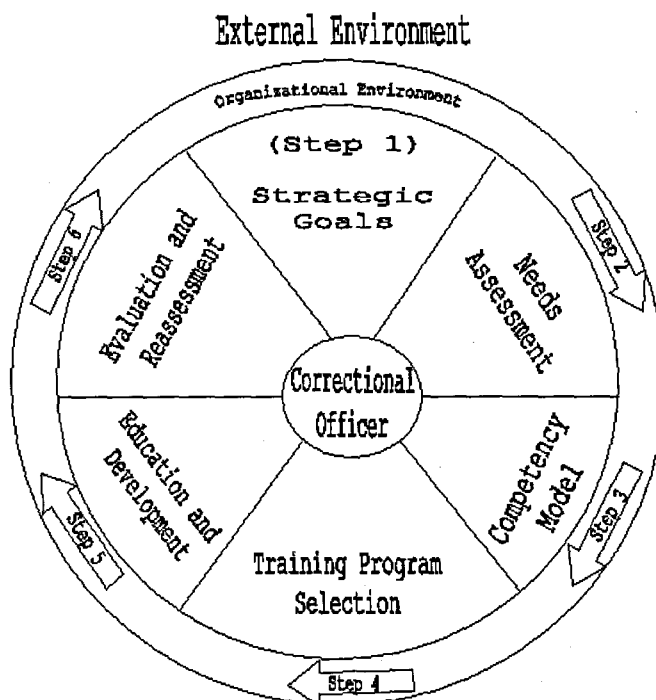 External Environment
Organizational Environment
(Step 1)
Strategic
Goals
Step 2
Needs
Assessment
Step 3
Competency
Model
Step 4
Training Program
Selection
Step 5
Education and
Development
Step 6
Evaluation and
Reassessment
Correctional
Officer